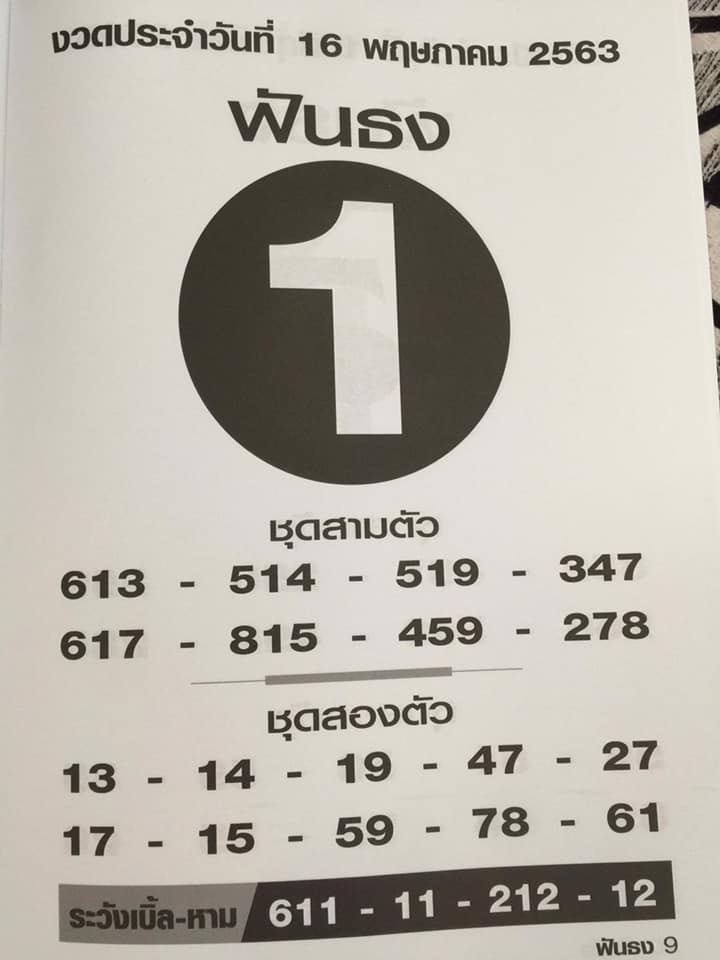 งวดประจำวันที่ 16 พฤษภาคม 2563
ฟันธง
1
ชุดสามตัว
613 - 514 - 519 - 347
617 - 815 - 459 - 278
ชุดสองตัว
13 - 14 - 19 - 47 - 27
17 - 15 - 59 - 78 - 61
ระวังเบิ้ล-หาม 611 - 11 - 212 - 12
ฟันธง 9